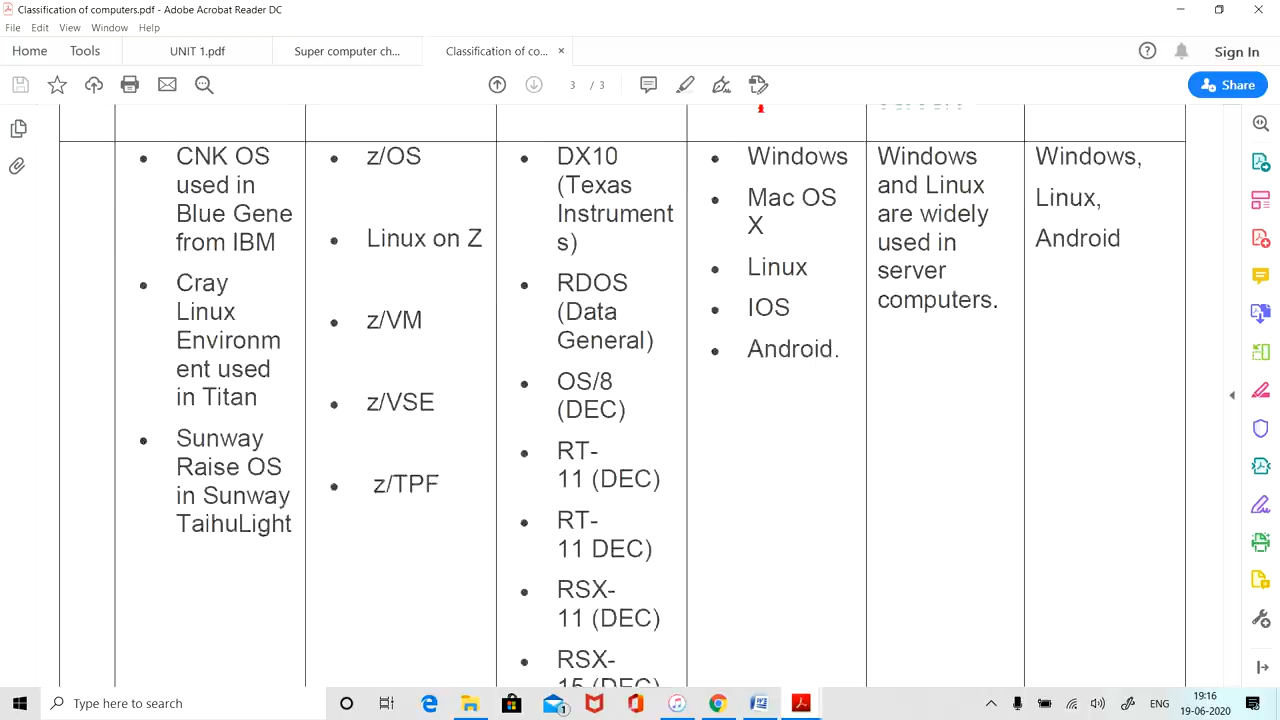 Classification of computers.pdf - Adobe Acrobat Reader DC
File Edit View Window Help
Home Tools UNIT 1.pdf Super computer ch... Classification of co... ×
Sign In
3 / 3
Share
CNK OS
used in
Blue Gene
from IBM
Cray
Linux
Environm
ent used
in Titan
Sunway
Raise OS
in Sunway
TaihuLight
z/OS
Linux on Z
z/VM
z/VSE
z/TPF
DX10
(Texas
Instrument
s)
RDOS
(Data
General)
OS/8
(DEC)
RT-
11 (DEC)
RT-
11 DEC)
RSX-
11 (DEC)
RSX-
15 (DEC)
Windows
Mac OS
X
Linux
IOS
Android.
Windows
and Linux
are widely
used in
server
computers.
Windows,
Linux,
Android
Type here to search
1
ENG
19:16
19-06-2020